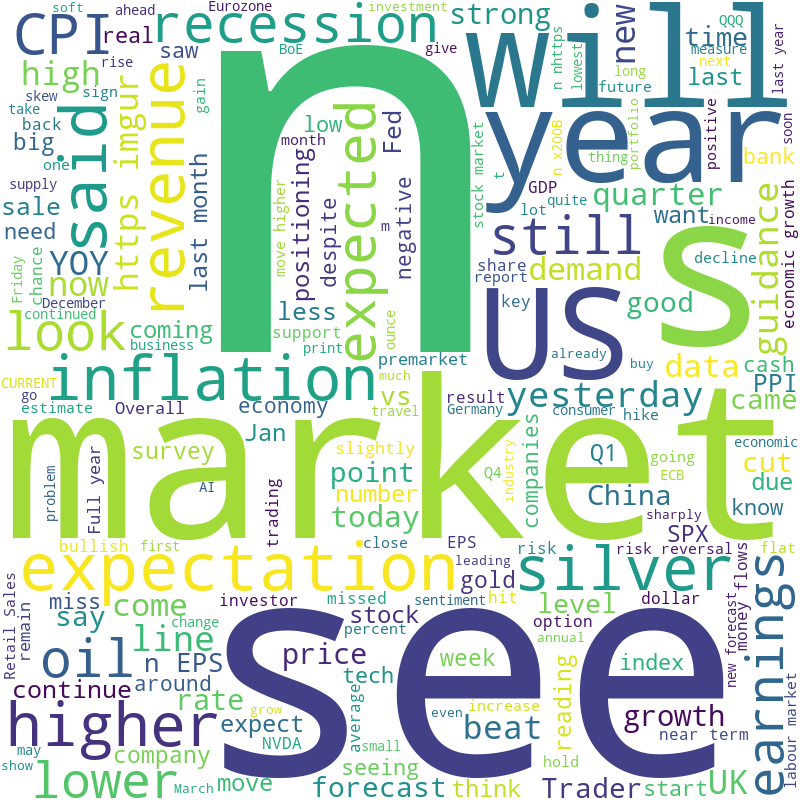 soft
ahead
Eurozone
investment
recession
strong
will
new
QQQ
time
measure
CPI
real
rise
saw
BoE
give
n
lowest
future
next
last
last year
high
skew
sign
gain
low
Fed
year
n nhttps
long
n x200B
thing
portfolio
positive
soon
take
back
said
revenue
https imgur
month
expected
stock market
t
bank
big
one
supply
positioning
despite
negative
GDP
quite
lot
quarter
sale
need
last month
move higher
m
want
income
YOY
still
s
economic growth
Friday
chance
now
December
continued
business
look
coming
less
support
print
ounce
US
share
report
demand
key
already
good
decline
guidance
buy
data
cash
PPI
CURRENT
go
estimate
inflation
premarket
much
travel
vs
result
Germany
yesterday
consumer
hike
came
Overall
economy
Jan
market
economic
survey
slightly
point
number
today
companies
Q1
going
ECB
cut
due
problem
Full year
AI
trading
Q4
industry
China
know
sharply
SPX
bullish
first
close
EPS
leading
risk
risk reversal
flat
expectation
silver
gold
miss
come
investor
missed
sentiment
hit
level
dollar
money flows
earnings
Retail Sales
remain
say
change
see
stock
percent
option
annual
new forecast
labour market
oil
line
n EPS
price
week
index
continue
around
tech
reading
rate
average
increase
growth
higher
grow
expect
NVDA
small
even
beat
near term
may
show
company
seeing
hold
lower
March
move
forecast
think
Trader
start
UK